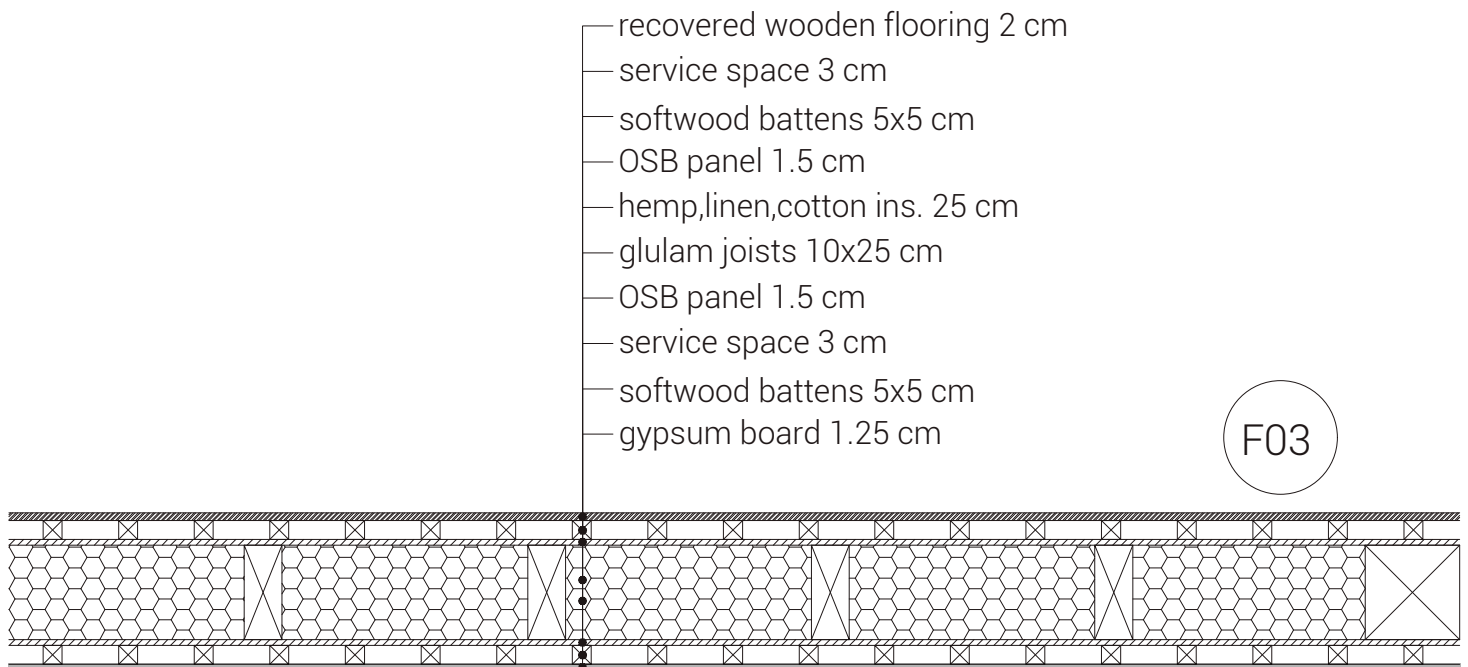 recovered wooden flooring 2 cm
service space 3 cm
softwood battens 5x5 cm
OSB panel 1.5 cm
hemp,linen,cotton ins. 25 cm
glulam joists 10x25 cm
OSB panel 1.5 cm
service space 3 cm
softwood battens 5x5 cm
gypsum board 1.25 cm
F03